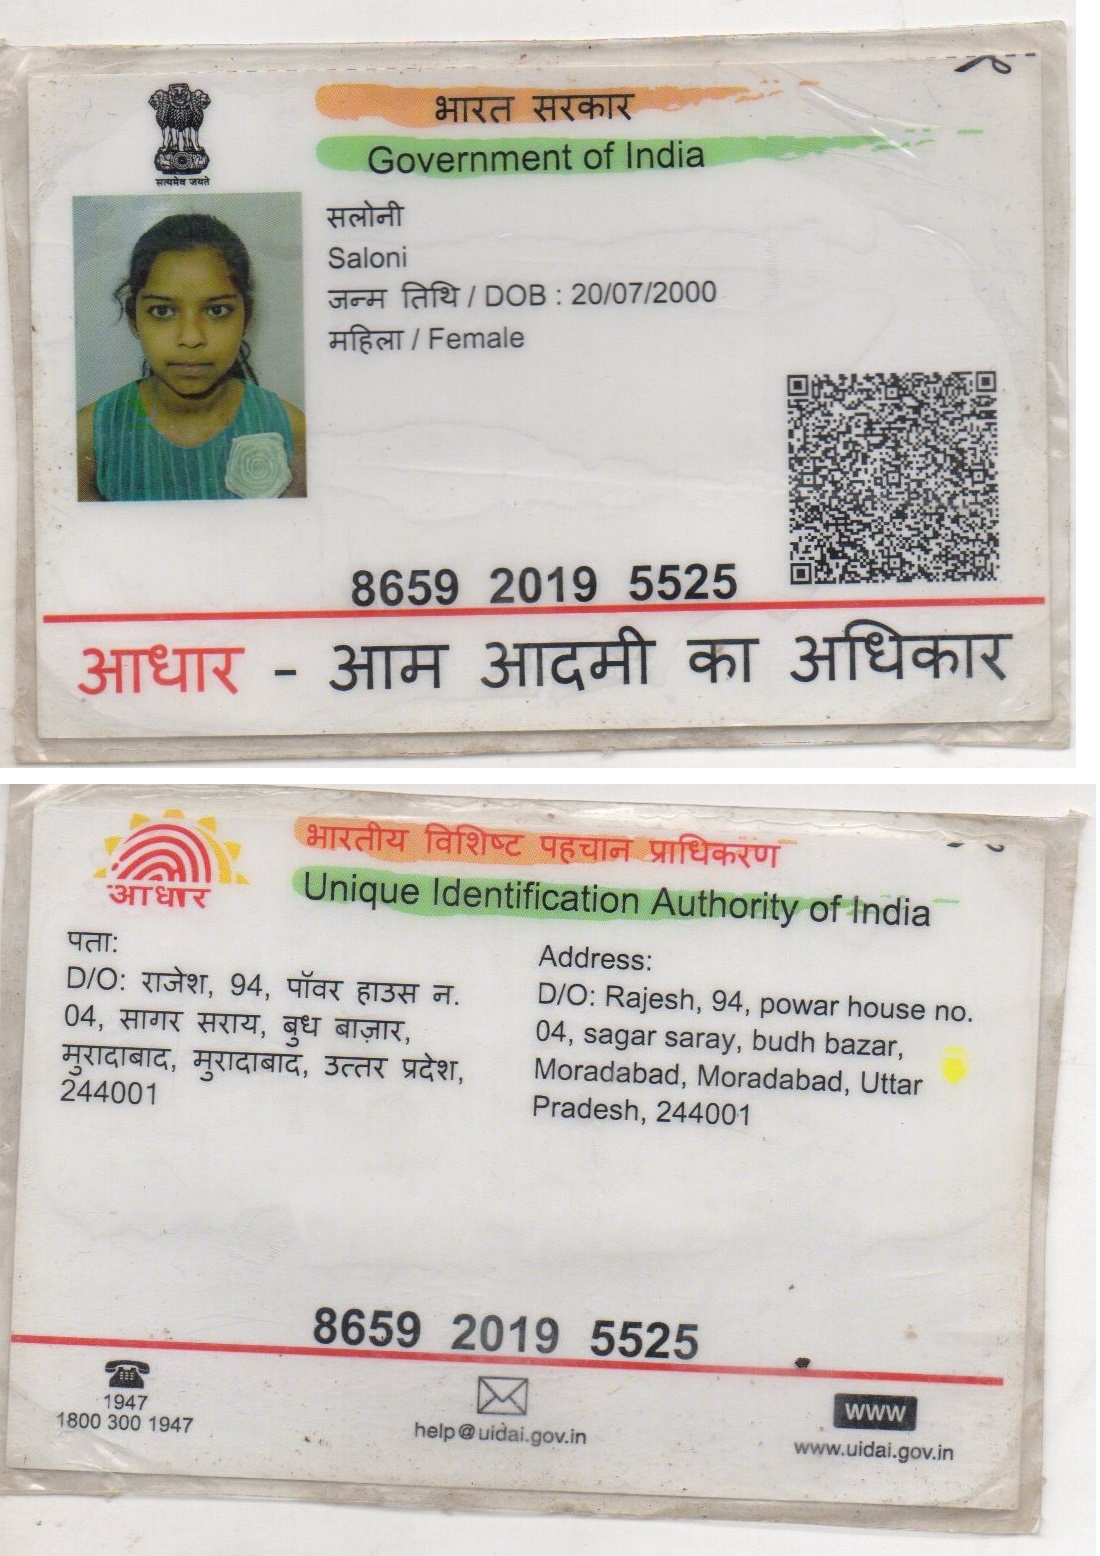 सत्यमेव जयते
भारत सरकार
Government of India
सलोनी
Saloni
जन्म तिथि / DOB : 20/07/2000
महिला / Female
8659 2019 5525
आधार - आम आदमी का अधिकार
आधार
भारतीय विशिष्ट पहचान प्राधिकरण
Unique Identification Authority of India
पता:
D/O: राजेश, 94, पॉवर हाउस न.
04, सागर सराय, बुध बाज़ार,
मुरादाबाद, मुरादाबाद, उत्तर प्रदेश,
244001
Address:
D/O: Rajesh, 94, powar house no.
04, sagar saray, budh bazar,
Moradabad, Moradabad, Uttar
Pradesh, 244001
8659 2019 5525
1947
1800 300 1947
help@uidai.gov.in
WWW
www.uidai.gov.in